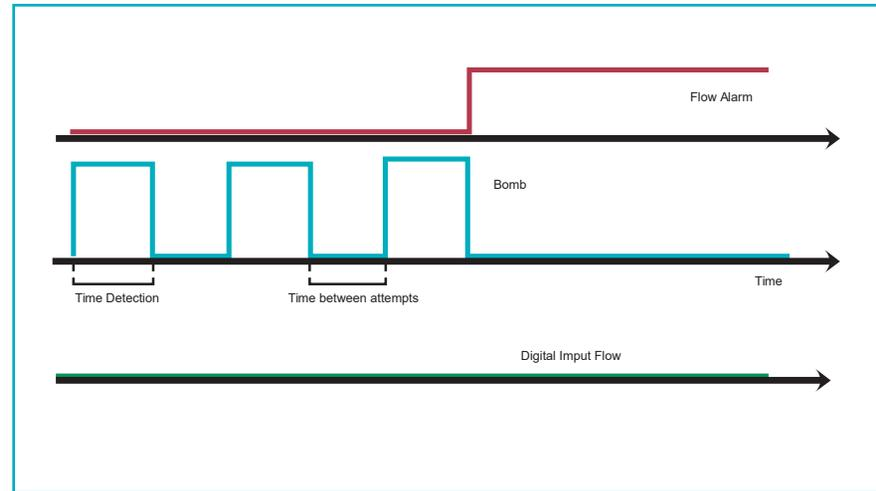 Flow Alarm
Bomb
Time
Time Detection
Time between attempts
Digital Imput Flow